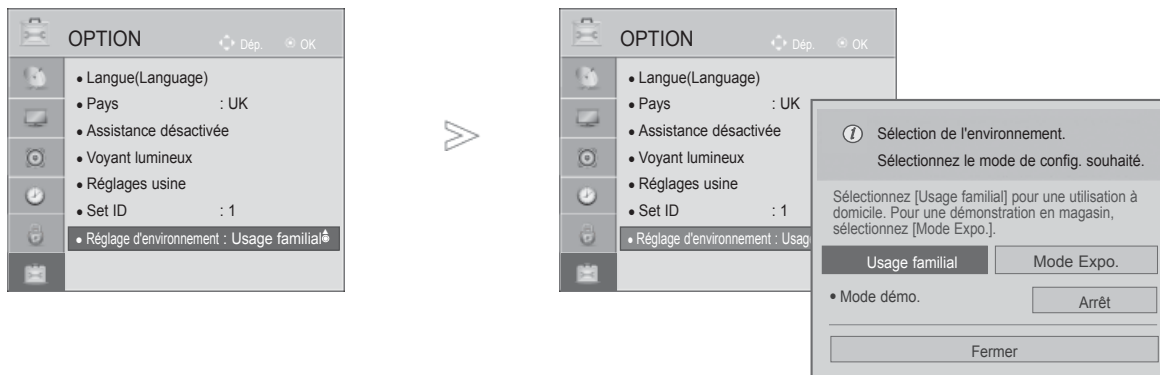 OPTION
Dép. OK
• Langue(Language)
• Pays : UK
• Assistance désactivée
• Voyant lumineux
• Réglages usine
• Set ID : 1
• Réglage d'environnement : Usage familial
OPTION
Dép. OK
• Langue(Language)
• Pays : UK
• Assistance désactivée
• Voyant lumineux
• Réglages usine
• Set ID : 1
• Réglage d'environnement : Usag
i Sélection de l'environnement.
Sélectionnez le mode de config. souhaité.
Sélectionnez [Usage familial] pour une utilisation à
domicile. Pour une démonstration en magasin,
sélectionnez [Mode Expo.].
Usage familial Mode Expo.
• Mode démo. Arrêt
Fermer